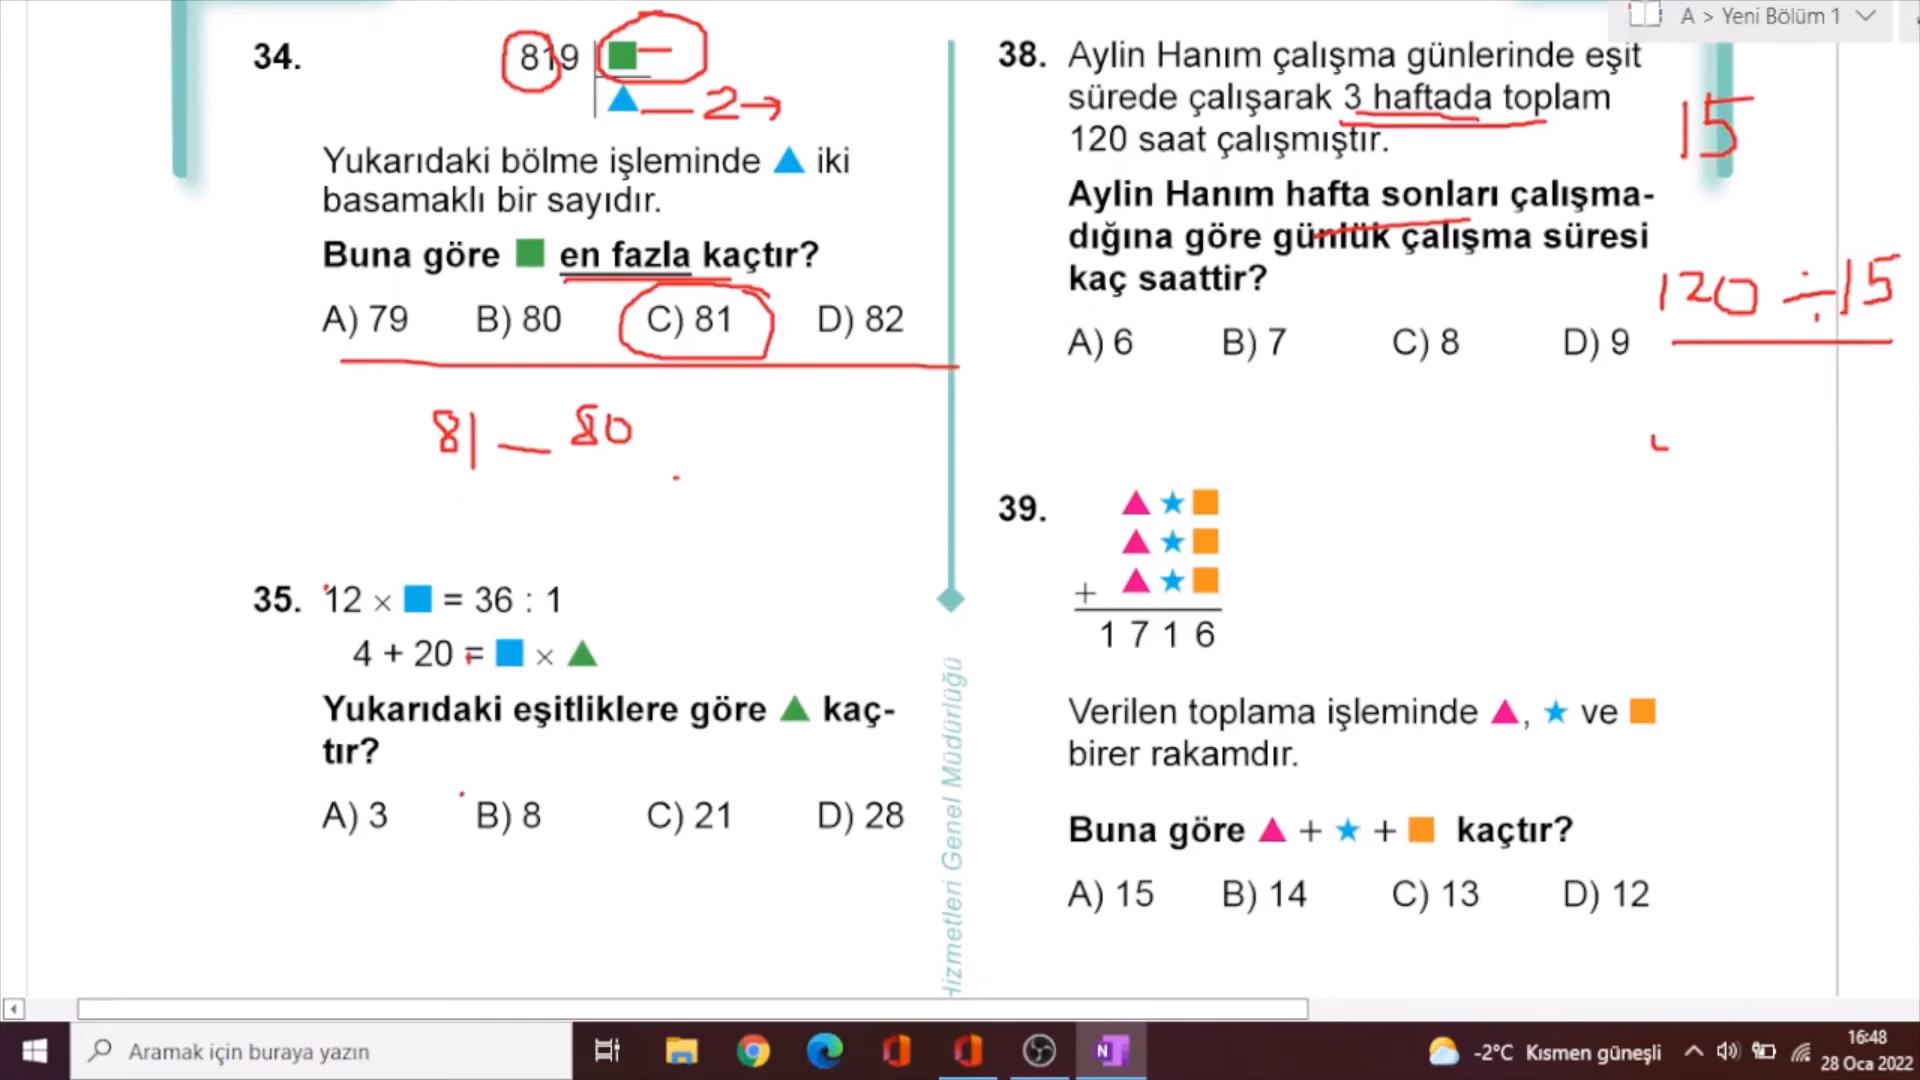 A > Yeni Bölüm 1
34.
819
2
Yukarıdaki bölme işleminde iki
basamaklı bir sayıdır.
Buna göre en fazla kaçtır?
A) 79 B) 80 C) 81 D) 82
81 — 80
35. 12 × = 36 : 1
4 + 20 = ×
Yukarıdaki eşitliklere göre kaç-
tır?
A) 3 B) 8 C) 21 D) 28
Hizmetleri Genel Müdürlüğü
38. Aylin Hanım çalışma günlerinde eşit
sürede çalışarak 3 haftada toplam
120 saat çalışmıştır.
15
Aylin Hanım hafta sonları çalışma-
dığına göre günlük çalışma süresi
kaç saattir?
120 ÷ 15
A) 6 B) 7 C) 8 D) 9
39.
+
1 7 1 6
Verilen toplama işleminde , ve
birer rakamdır.
Buna göre + + kaçtır?
A) 15 B) 14 C) 13 D) 12
Aramak için buraya yazın
-2°C Kısmen güneşli
16:48
28 Oca 2022